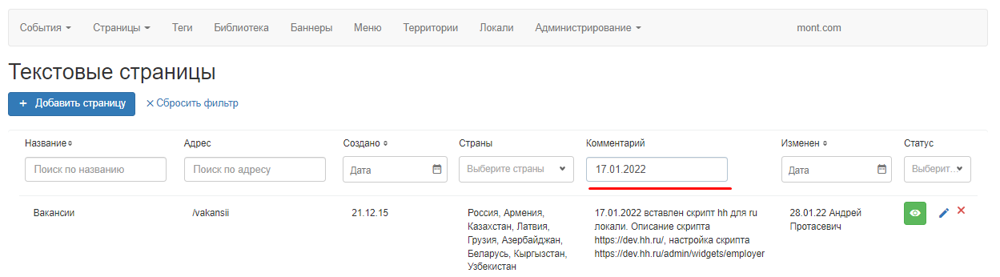 События Страницы Теги Библиотека Баннеры Меню Территории Локали Администрирование mont.com
Текстовые страницы
+ Добавить страницу × Сбросить фильтр
Название Адрес Создано Страны Комментарий Изменен Статус
Поиск по названию Поиск по адресу Дата Выберите страны 17.01.2022 Дата Выберит...
Вакансии /vakansii 21.12.15 Россия, Армения, 17.01.2022 вставлен скрипт hh для ru 28.01.22 Андрей
Казахстан, Латвия, локали. Описание скрипта Протасевич
Грузия, Азербайджан, https://dev.hh.ru/, настройка скрипта
Беларусь, Кыргызстан, https://dev.hh.ru/admin/widgets/employer
Узбекистан